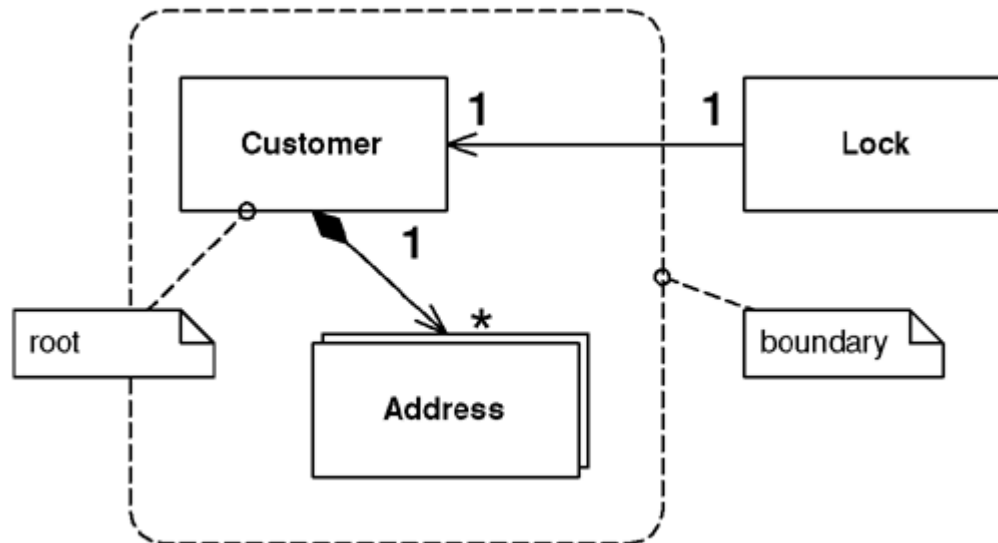 Customer
1
1
Lock
1
root
*
boundary
Address